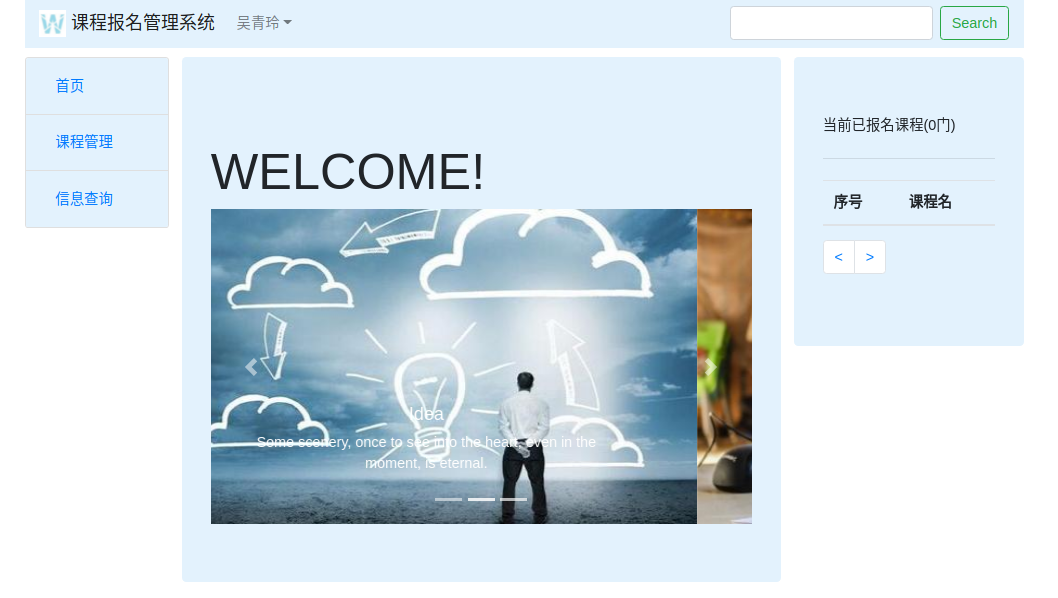 W 课程报名管理系统 吴青玲 Search
首页
课程管理
信息查询
WELCOME!
Idea
Some scenery, once to see into the heart, even in the
moment, is eternal.
当前已报名课程(0门)
序号 课程名
< >